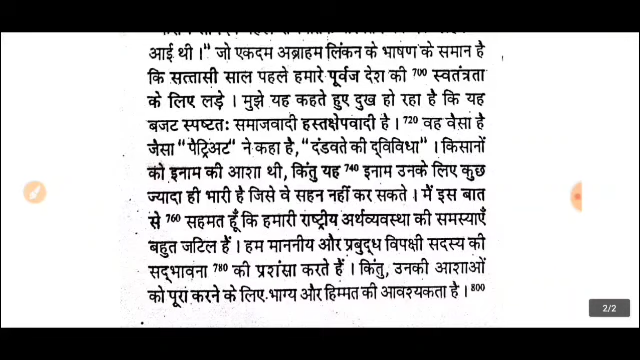 आई थी।" जो एकदम अब्राहम लिंकन के भाषण के समान है
कि सत्तासी साल पहले हमारे पूर्वज देश की 700 स्वतंत्रता
के लिए लड़े। मुझे यह कहते हुए दुख हो रहा है कि यह
बजट स्पष्टतः समाजवादी हस्तक्षेपवादी है। 720 वह वैसा है
जैसा "पैट्रिअट" ने कहा है, "दंडवते की द्विविधा"। किसानों
को इनाम की आशा थी, किंतु यह 740 इनाम उनके लिए कुछ
ज्यादा ही भारी है जिसे वे सहन नहीं कर सकते। मैं इस बात
से 760 सहमत हूँ कि हमारी राष्ट्रीय अर्थव्यवस्था की समस्याएँ
बहुत जटिल हैं। हम माननीय और प्रबुद्ध विपक्षी सदस्य की
सद्भावना 780 की प्रशंसा करते हैं। किंतु, उनकी आशाओं
को पूरा करने के लिए भाग्य और हिम्मत की आवश्यकता है। 800
2/2